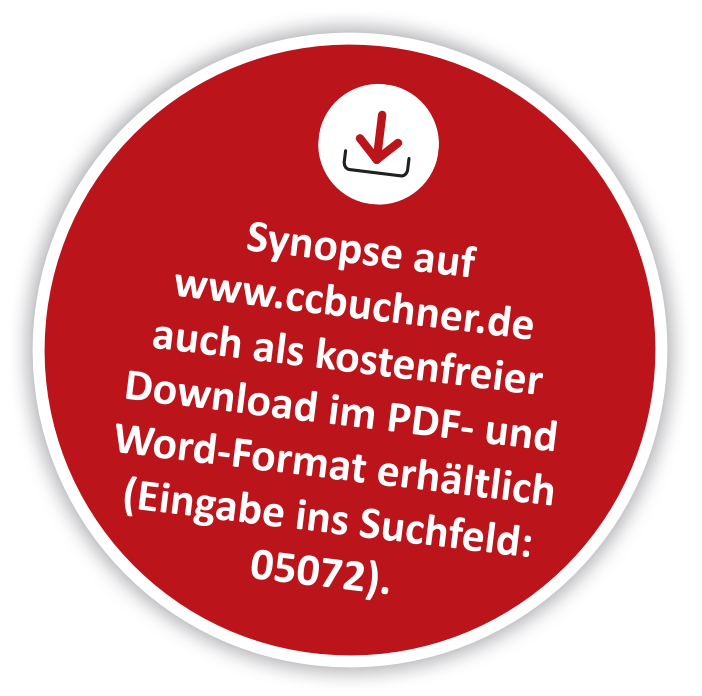 Synopse auf
www.ccbuchner.de
auch als kostenfreier
Download im PDF- und
Word-Format erhältlich
(Eingabe ins Suchfeld:
05072).